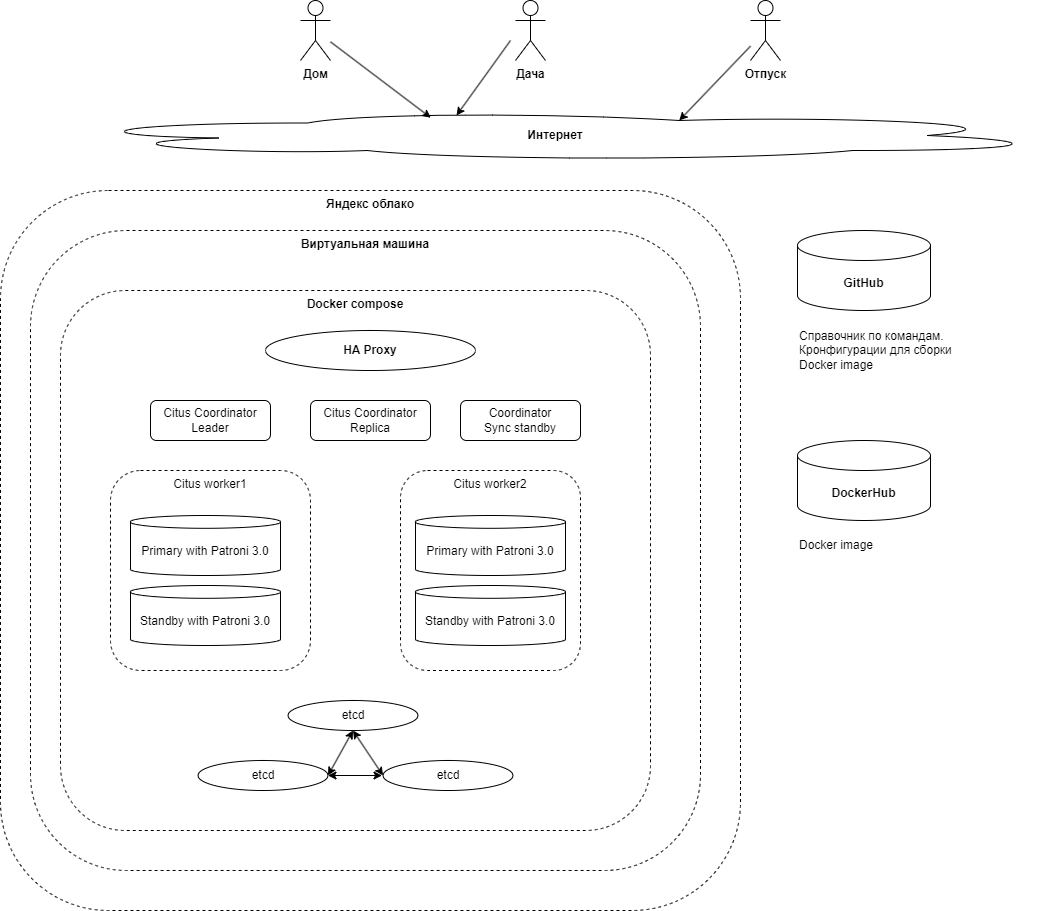 Дом
Дача
Отпуск
Интернет
Яндекс облако
Виртуальная машина
Docker compose
HA Proxy
Citus Coordinator
Leader
Citus Coordinator
Replica
Coordinator
Sync standby
Citus worker1
Primary with Patroni 3.0
Standby with Patroni 3.0
Citus worker2
Primary with Patroni 3.0
Standby with Patroni 3.0
etcd
etcd
etcd
GitHub
Справочник по командам.
Кронфигурации для сборки
Docker image
DockerHub
Docker image